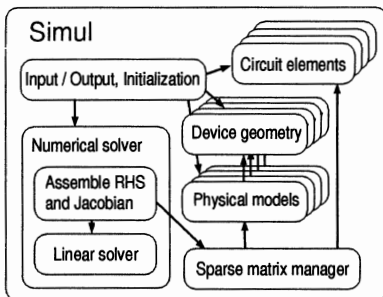 Simul
Input / Output, Initialization
Circuit elements
Device geometry
Numerical solver
Assemble RHS
and Jacobian
Physical models
Linear solver
Sparse matrix manager